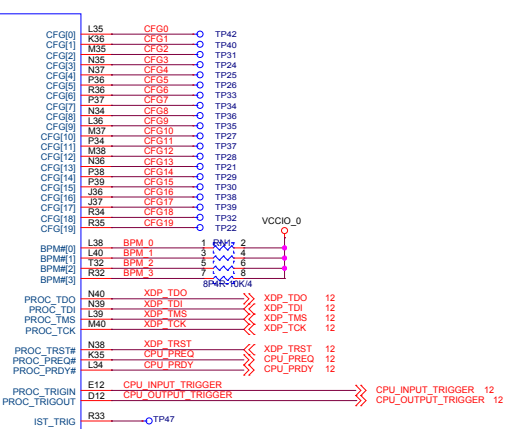 CFG[0] L35 CFG0 TP42
CFG[1] K36 CFG1 TP40
CFG[2] M35 CFG2 TP31
CFG[3] N35 CFG3 TP24
CFG[4] N37 CFG4 TP25
CFG[5] P36 CFG5 TP26
CFG[6] R36 CFG6 TP33
CFG[7] P37 CFG7 TP34
CFG[8] N34 CFG8 TP36
CFG[9] L36 CFG9 TP35
CFG[10] M37 CFG10 TP27
CFG[11] P34 CFG11 TP37
CFG[12] M38 CFG12 TP28
CFG[13] N36 CFG13 TP21
CFG[14] P38 CFG14 TP29
CFG[15] P39 CFG15 TP30
CFG[16] J36 CFG16 TP38
CFG[17] J37 CFG17 TP39
CFG[18] R34 CFG18 TP32
CFG[19] R35 CFG19 TP22
VCCIO_0
BPM#[0] L38 BPM_0 1 RN1 2
BPM#[1] L40 BPM_1 3 4
BPM#[2] T32 BPM_2 5 6
BPM#[3] R32 BPM_3 7 8
8P4R-10K/4
PROC_TDO N40 XDP_TDO XDP_TDO 12
PROC_TDI N39 XDP_TDI XDP_TDI 12
PROC_TMS L39 XDP_TMS XDP_TMS 12
PROC_TCK M40 XDP_TCK XDP_TCK 12
PROC_TRST# N38 XDP_TRST XDP_TRST 12
PROC_PREQ# K35 CPU_PREQ CPU_PREQ 12
PROC_PRDY# L34 CPU_PRDY CPU_PRDY 12
PROC_TRIGIN E12 CPU_INPUT_TRIGGER CPU_INPUT_TRIGGER 12
PROC_TRIGOUT D12 CPU_OUTPUT_TRIGGER CPU_OUTPUT_TRIGGER 12
IST_TRIG R33 TP47